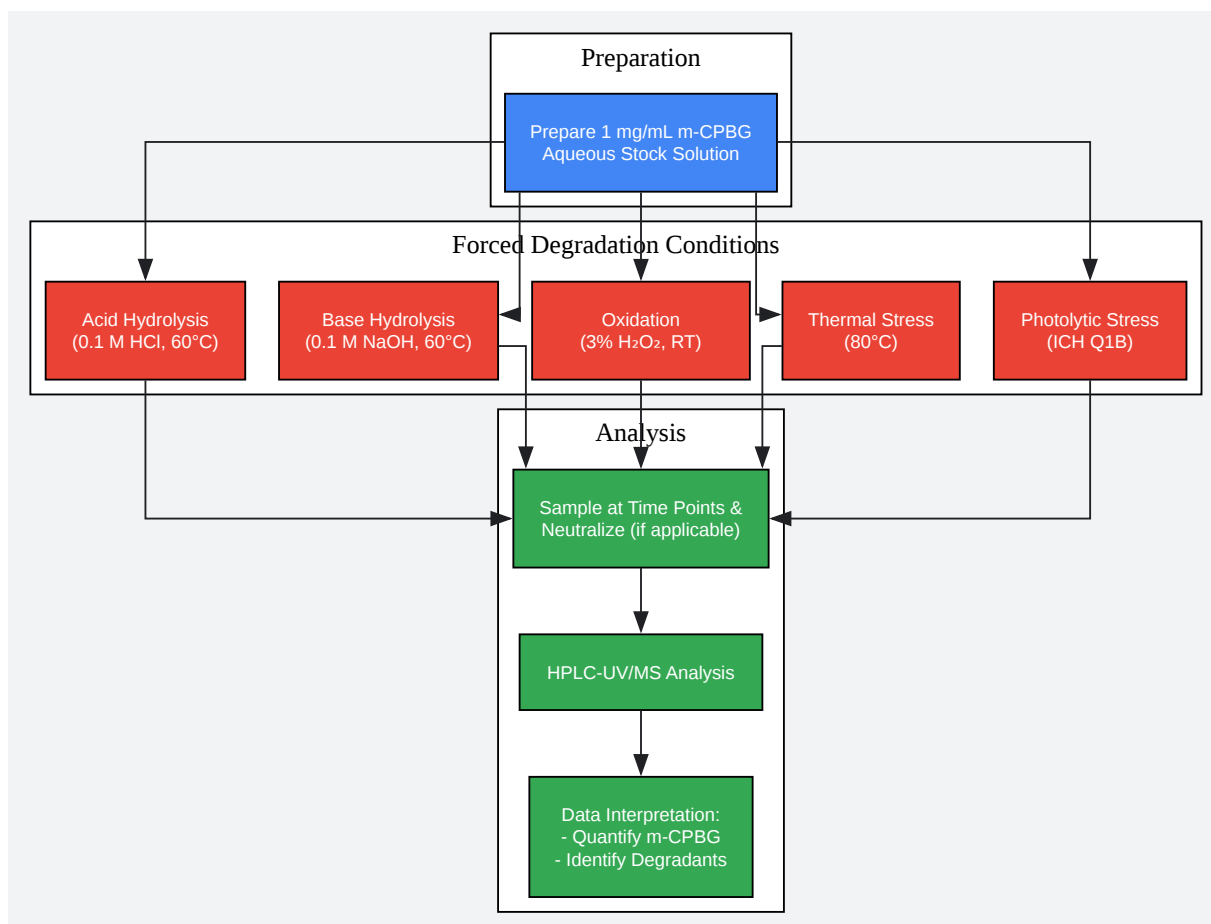 Preparation
Prepare 1 mg/mL m-CPBG
Aqueous Stock Solution
Forced Degradation Conditions
Acid Hydrolysis
(0.1 M HCl, 60°C)
Base Hydrolysis
(0.1 M NaOH, 60°C)
Oxidation
(3% H₂O₂, RT)
Thermal Stress
(80°C)
Photolytic Stress
(ICH Q1B)
Analysis
Sample at Time Points &
Neutralize (if applicable)
HPLC-UV/MS Analysis
Data Interpretation:
- Quantify m-CPBG
- Identify Degradants